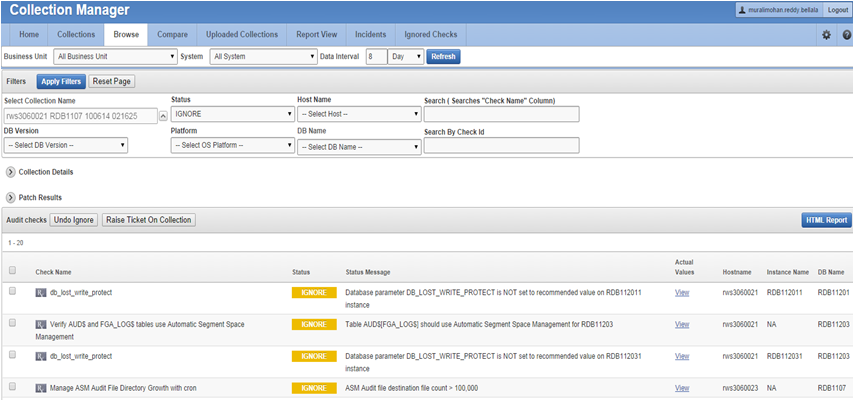 Collection Manager
muralimohan.reddy.bellala Logout
Home Collections Browse Compare Uploaded Collections Report View Incidents Ignored Checks
Business Unit All Business Unit System All System Data Interval 8 Day Refresh
Filters Apply Filters Reset Page
Select Collection Name Status Host Name Search ( Searches "Check Name" Column)
rws3060021 RDB1107 100614 021625 IGNORE -- Select Host --
DB Version Platform DB Name Search By Check Id
-- Select DB Version -- -- Select OS Platform -- -- Select DB Name --
Collection Details
Patch Results
Audit checks Undo Ignore Raise Ticket On Collection HTML Report
1 - 20
Check Name Status Status Message Actual Values Hostname Instance Name DB Name
db_lost_write_protect IGNORE Database parameter DB_LOST_WRITE_PROTECT is NOT set to recommended value on RDB112011 View rws3060021 RDB112011 RDB11201
instance
Verify AUD$ and FGA_LOG$ tables use Automatic Segment Space IGNORE Table AUD$[FGA_LOG$] should use Automatic Segment Space Management for RDB11203 View rws3060021 NA RDB11203
Management
db_lost_write_protect IGNORE Database parameter DB_LOST_WRITE_PROTECT is NOT set to recommended value on RDB112031 View rws3060021 RDB112031 RDB11203
instance
Manage ASM Audit File Directory Growth with cron IGNORE ASM Audit file destination file count > 100,000 View rws3060023 NA RDB1107